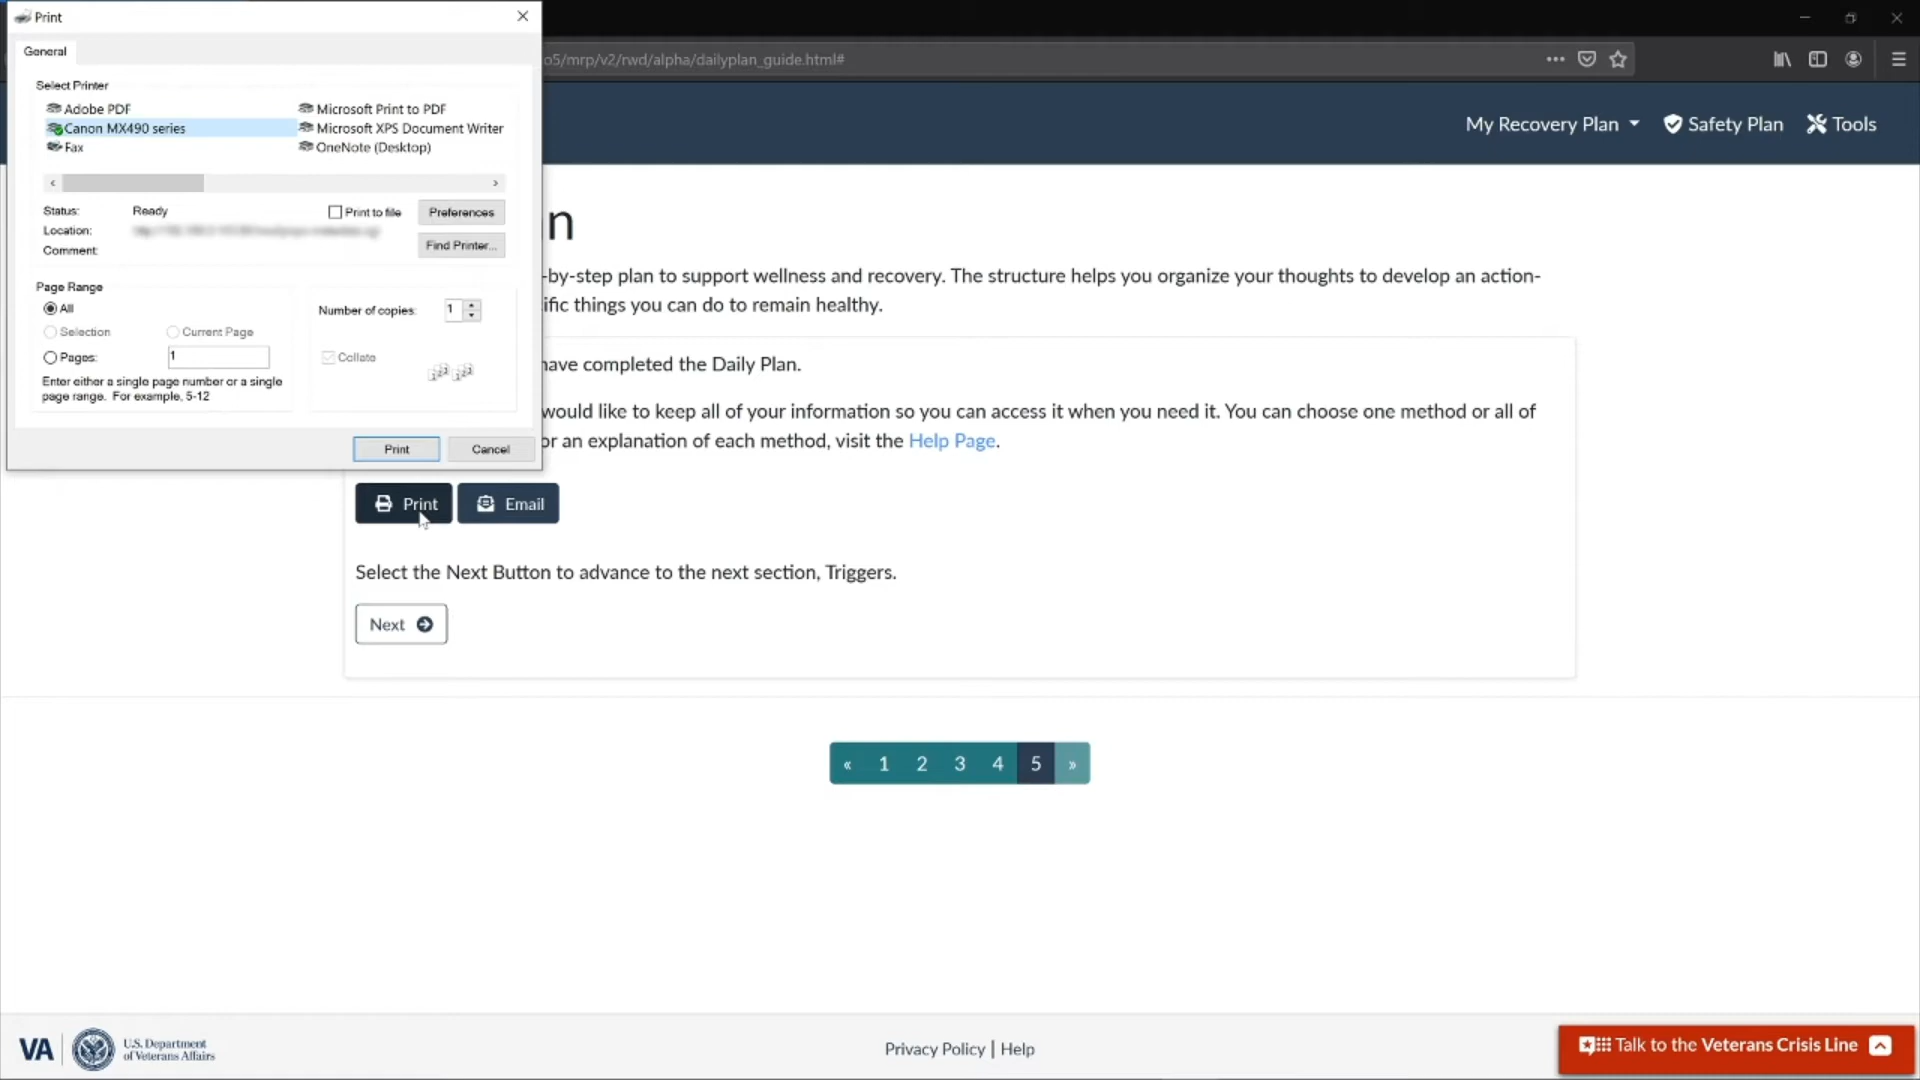 Print
General
Select Printer
Adobe PDF
Microsoft Print to PDF
Canon MX490 series
Microsoft XPS Document Writer
Fax
OneNote (Desktop)
Status:
Ready
Print to file
Preferences
Location:
Comment:
Find Printer...
Page Range
All
Selection
Current Page
Pages:
1
Enter either a single page number or a single
page range. For example, 5-12
Number of copies:
1
Collate
Print
Cancel
o5/mrp/v2/rwd/alpha/dailyplan_guide.html#
My Recovery Plan
Safety Plan
Tools
n
-by-step plan to support wellness and recovery. The structure helps you organize your thoughts to develop an action-
ific things you can do to remain healthy.
have completed the Daily Plan.
would like to keep all of your information so you can access it when you need it. You can choose one method or all of
or an explanation of each method, visit the Help Page.
Print
Email
Select the Next Button to advance to the next section, Triggers.
Next
« 1 2 3 4 5 »
VA
U.S. Department
of Veterans Affairs
Privacy Policy | Help
Talk to the Veterans Crisis Line